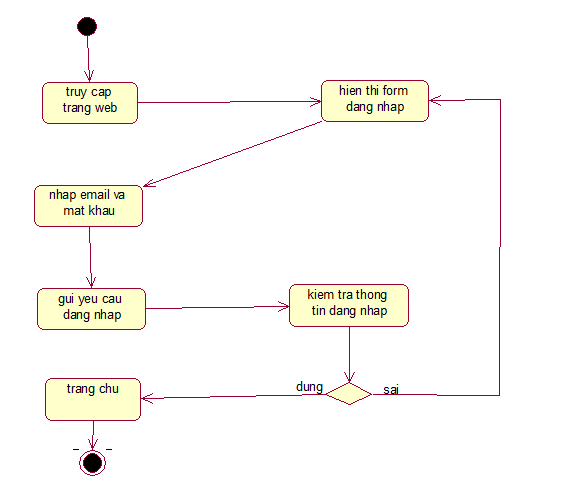 truy cap
trang web
hien thi form
dang nhap
nhap email va
mat khau
gui yeu cau
dang nhap
kiem tra thong
tin dang nhap
trang chu
dung
sai